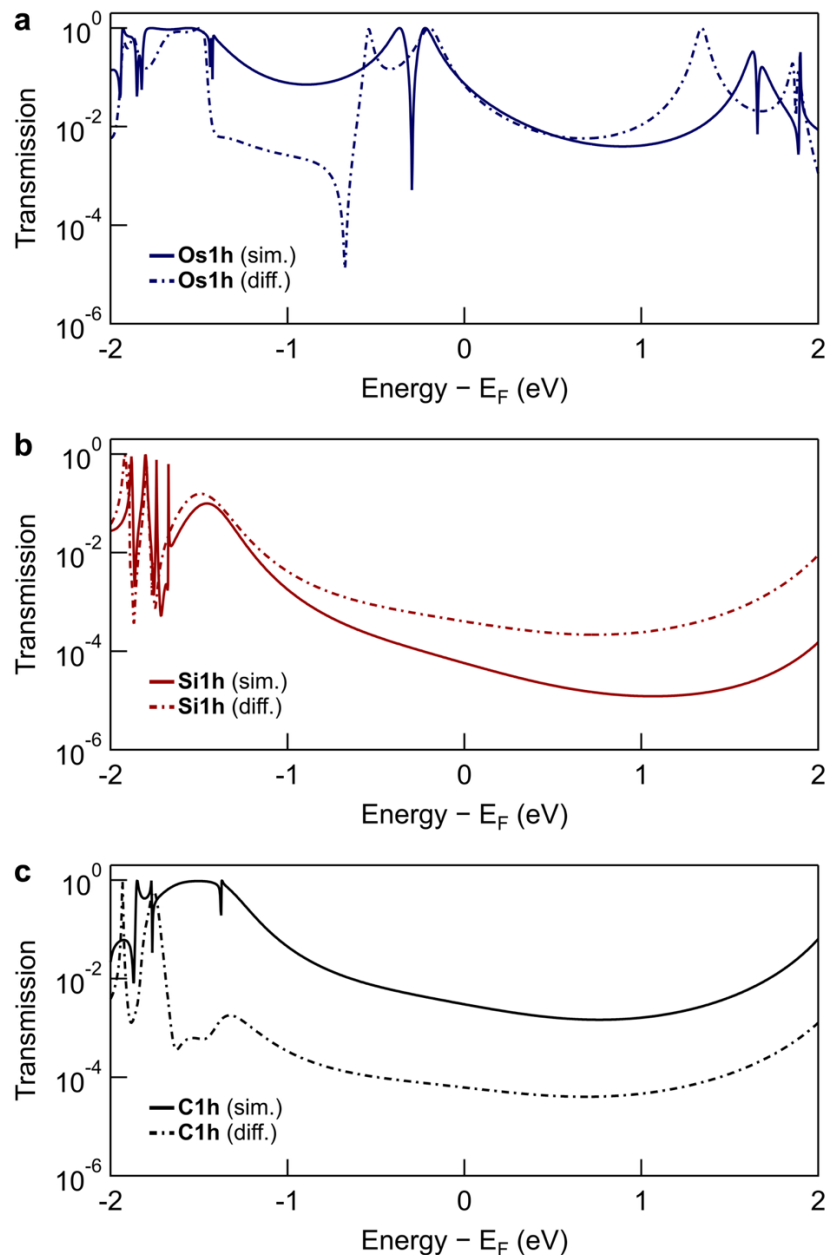 a
Transmission
10^0
10^-2
10^-4
10^-6
Os1h (sim.)
Os1h (diff.)
-2 -1 0 1 2
Energy − E_F (eV)
b
Transmission
10^0
10^-2
10^-4
10^-6
Si1h (sim.)
Si1h (diff.)
-2 -1 0 1 2
Energy − E_F (eV)
c
Transmission
10^0
10^-2
10^-4
10^-6
C1h (sim.)
C1h (diff.)
-2 -1 0 1 2
Energy − E_F (eV)